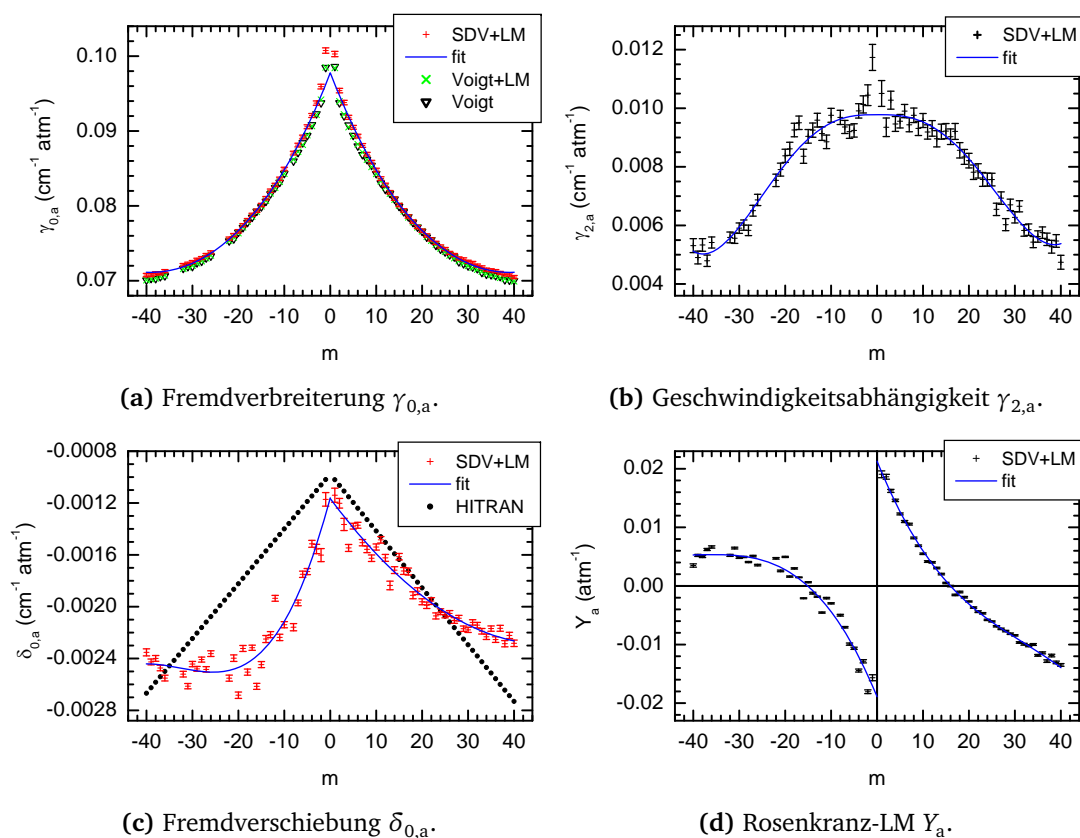 SDV+LM
fit
Voigt+LM
Voigt
0.10
0.09
0.08
0.07
γ0,a (cm-1 atm-1)
-40 -30 -20 -10 0 10 20 30 40
m
(a) Fremdverbreiterung γ0,a.
SDV+LM
fit
0.012
0.010
0.008
0.006
0.004
γ2,a (cm-1 atm-1)
-40 -30 -20 -10 0 10 20 30 40
m
(b) Geschwindigkeitsabhängigkeit γ2,a.
SDV+LM
fit
HITRAN
-0.0008
-0.0012
-0.0016
-0.0020
-0.0024
-0.0028
δ0,a (cm-1 atm-1)
-40 -30 -20 -10 0 10 20 30 40
m
(c) Fremdverschiebung δ0,a.
SDV+LM
fit
0.02
0.01
0.00
-0.01
-0.02
Ya (atm-1)
-40 -30 -20 -10 0 10 20 30 40
m
(d) Rosenkranz-LM Ya.